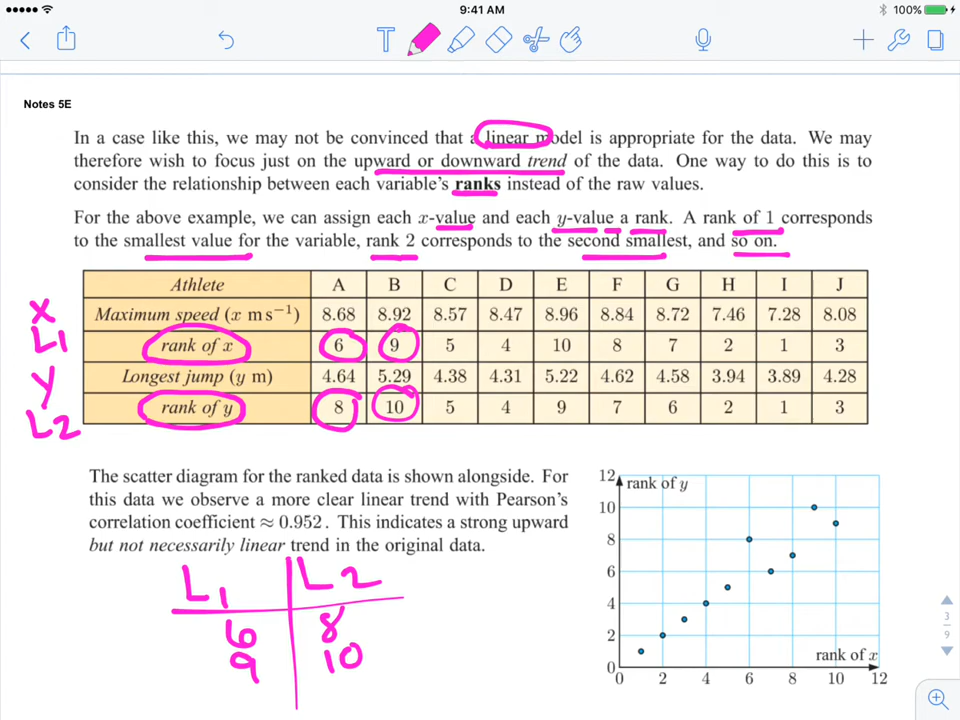 9:41 AM
100%
T
Notes 5E
In a case like this, we may not be convinced that a linear model is appropriate for the data. We may
therefore wish to focus just on the upward or downward trend of the data. One way to do this is to
consider the relationship between each variable's ranks instead of the raw values.
For the above example, we can assign each x-value and each y-value a rank. A rank of 1 corresponds
to the smallest value for the variable, rank 2 corresponds to the second smallest, and so on.
Athlete A B C D E F G H I J
X Maximum speed (x m s⁻¹) 8.68 8.92 8.57 8.47 8.96 8.84 8.72 7.46 7.28 8.08
L1 rank of x 6 9 5 4 10 8 7 2 1 3
y Longest jump (y m) 4.64 5.29 4.38 4.31 5.22 4.62 4.58 3.94 3.89 4.28
L2 rank of y 8 10 5 4 9 7 6 2 1 3
The scatter diagram for the ranked data is shown alongside. For
this data we observe a more clear linear trend with Pearson's
correlation coefficient ≈ 0.952. This indicates a strong upward
but not necessarily linear trend in the original data.
L1 L2
6 8
9 10
12 rank of y
10
8
6
4
2
0 rank of x
0 2 4 6 8 10 12
3
9